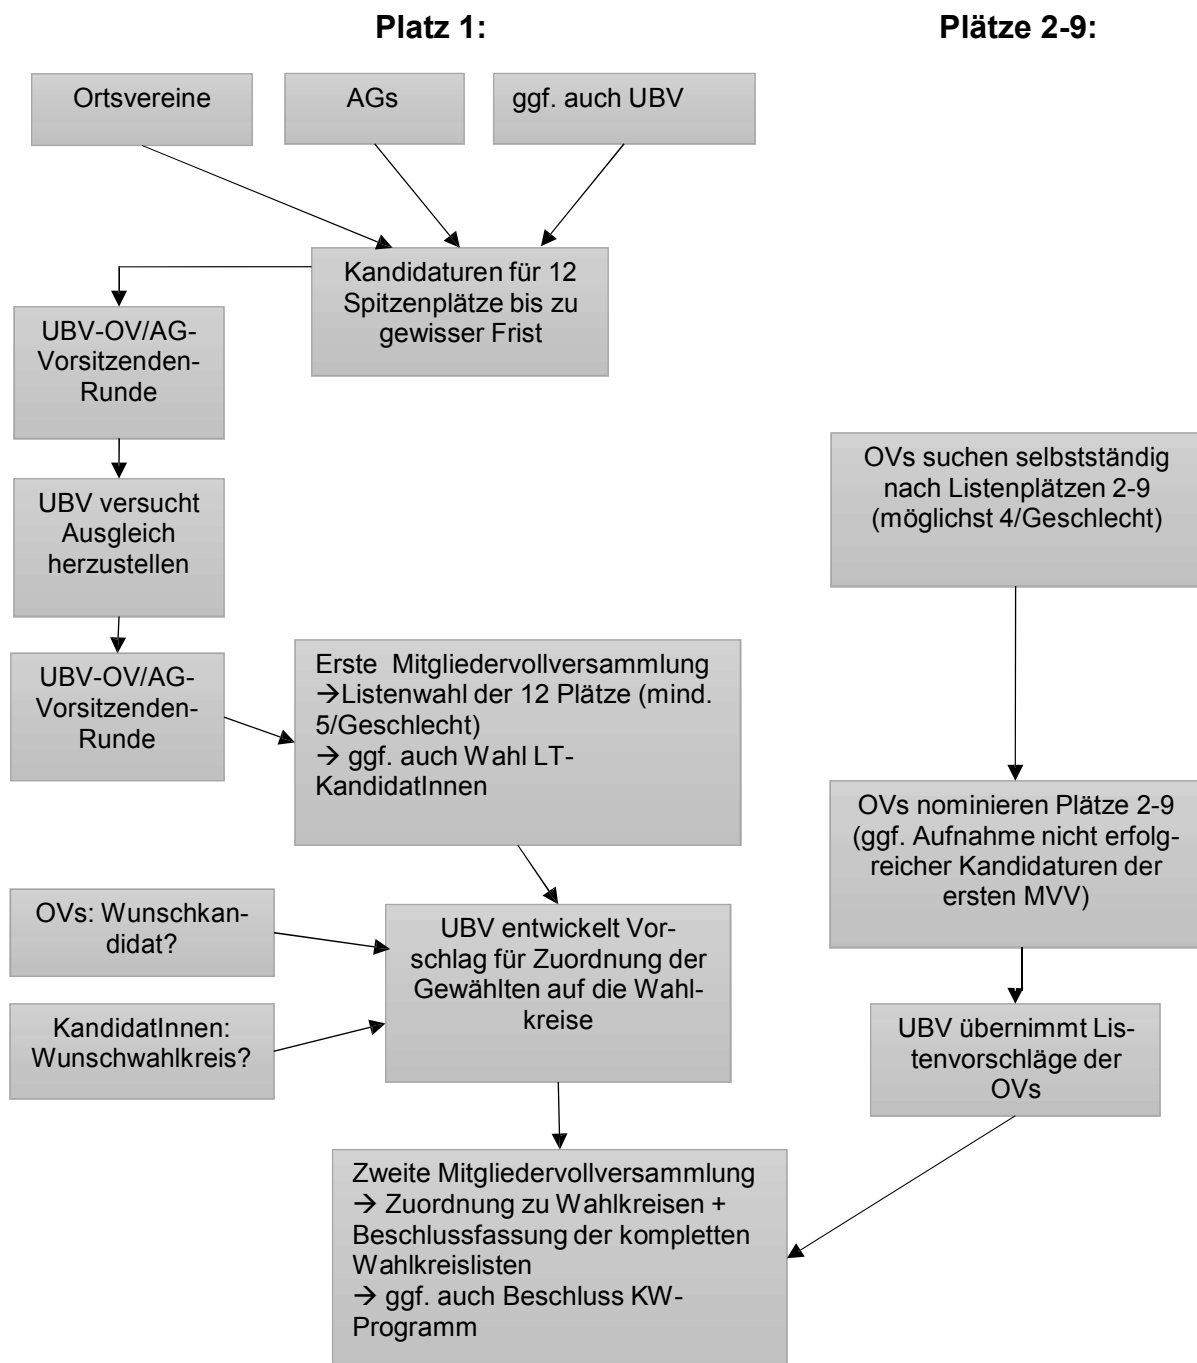 Platz 1:
Plätze 2-9:
Ortsvereine
AGs
ggf. auch UBV
Kandidaturen für 12
Spitzenplätze bis zu
gewisser Frist
UBV-OV/AG-
Vorsitzenden-
Runde
UBV versucht
Ausgleich
herzustellen
UBV-OV/AG-
Vorsitzenden-
Runde
Erste Mitgliedervollversammlung
→Listenwahl der 12 Plätze (mind.
5/Geschlecht)
→ ggf. auch Wahl LT-
KandidatInnen
OVs: Wunschkan-
didat?
KandidatInnen:
Wunschwahlkreis?
UBV entwickelt Vor-
schlag für Zuordnung der
Gewählten auf die Wahl-
kreise
OVs suchen selbstständig
nach Listenplätzen 2-9
(möglichst 4/Geschlecht)
OVs nominieren Plätze 2-9
(ggf. Aufnahme nicht erfolg-
reicher Kandidaturen der
ersten MVV)
UBV übernimmt Lis-
tenvorschläge der
OVs
Zweite Mitgliedervollversammlung
→ Zuordnung zu Wahlkreisen +
Beschlussfassung der kompletten
Wahlkreislisten
→ ggf. auch Beschluss KW-
Programm